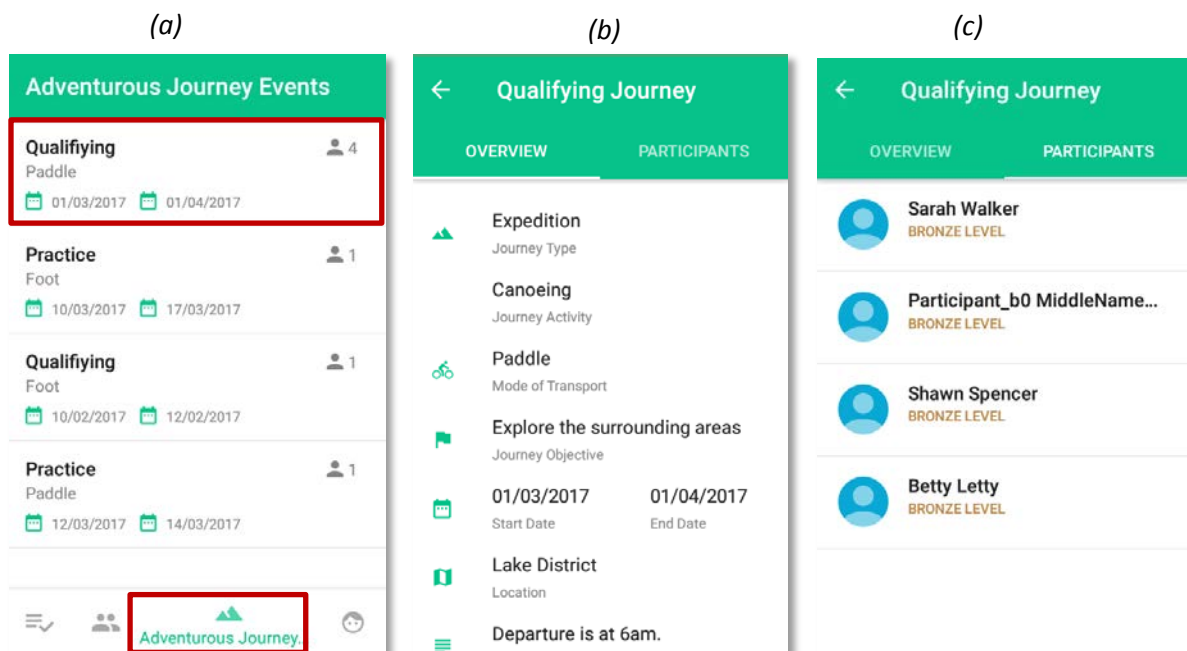 (a)
Adventurous Journey Events
Qualifiying
4
Paddle
01/03/2017 01/04/2017
Practice
1
Foot
10/03/2017 17/03/2017
Qualifiying
1
Foot
10/02/2017 12/02/2017
Practice
1
Paddle
12/03/2017 14/03/2017
Adventurous Journey..
(b)
Qualifying Journey
OVERVIEW PARTICIPANTS
Expedition
Journey Type
Canoeing
Journey Activity
Paddle
Mode of Transport
Explore the surrounding areas
Journey Objective
01/03/2017 01/04/2017
Start Date End Date
Lake District
Location
Departure is at 6am.
(c)
Qualifying Journey
OVERVIEW PARTICIPANTS
Sarah Walker
BRONZE LEVEL
Participant_b0 MiddleName...
BRONZE LEVEL
Shawn Spencer
BRONZE LEVEL
Betty Letty
BRONZE LEVEL